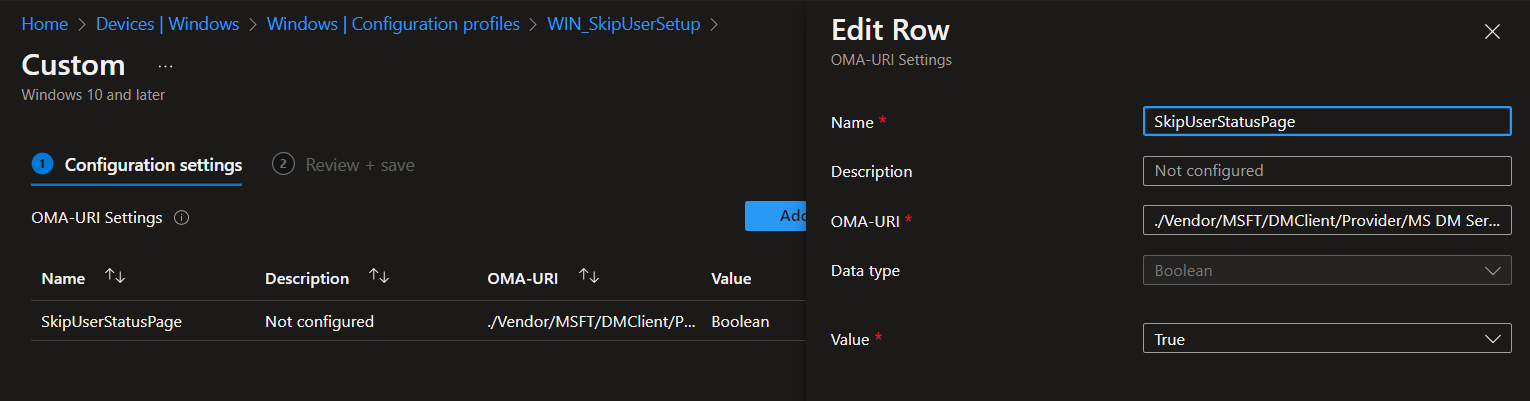 Home > Devices | Windows > Windows | Configuration profiles > WIN_SkipUserSetup >
Custom ...
Windows 10 and later
1 Configuration settings 2 Review + save
OMA-URI Settings
Add
Name Description OMA-URI Value
SkipUserStatusPage Not configured ./Vendor/MSFT/DMClient/P... Boolean
Edit Row
OMA-URI Settings
Name * SkipUserStatusPage
Description Not configured
OMA-URI * ./Vendor/MSFT/DMClient/Provider/MS DM Ser...
Data type Boolean
Value * True